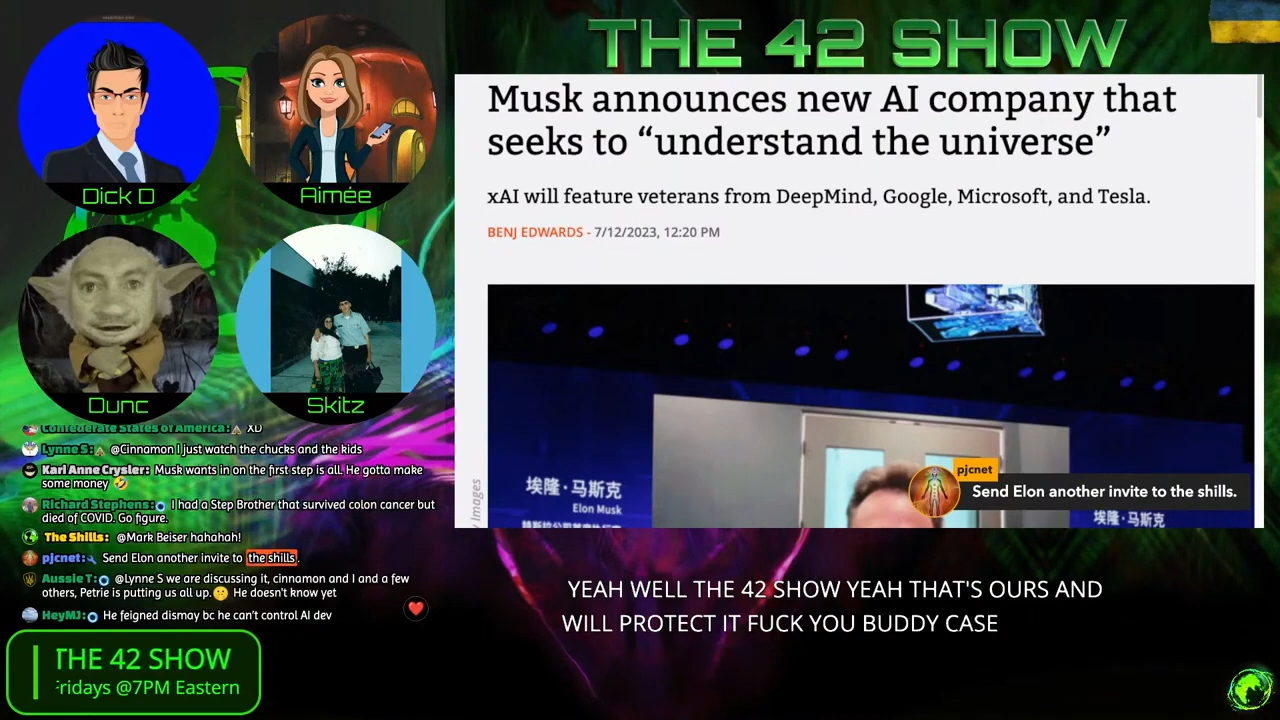 THE 42 SHOW
Dick D
Aimée
Dunc
Skitz
Musk announces new AI company that
seeks to “understand the universe”
xAI will feature veterans from DeepMind, Google, Microsoft, and Tesla.
BENJ EDWARDS - 7/12/2023, 12:20 PM
埃隆·马斯克
Elon Musk
Images
埃隆·马斯克
pjcnet
Send Elon another invite to the shills.
Confederate States of America: XD
Lynne S: @Cinnamon I just watch the chucks and the kids
Kari Anne Crysler: Musk wants in on the first step is all. He gotta make
some money 🤣
Richard Stephens: I had a Step Brother that survived colon cancer but
died of COVID. Go figure.
The Shills: @Mark Beiser hahahah!
pjcnet: Send Elon another invite to the shills.
Aussie T: @Lynne S we are discussing it, cinnamon and I and a few
others, Petrie is putting us all up. 🤫 He doesn't know yet
HeyMJ: He feigned dismay bc he can’t control AI dev
THE 42 SHOW
Fridays @7PM Eastern
YEAH WELL THE 42 SHOW YEAH THAT'S OURS AND
WILL PROTECT IT FUCK YOU BUDDY CASE